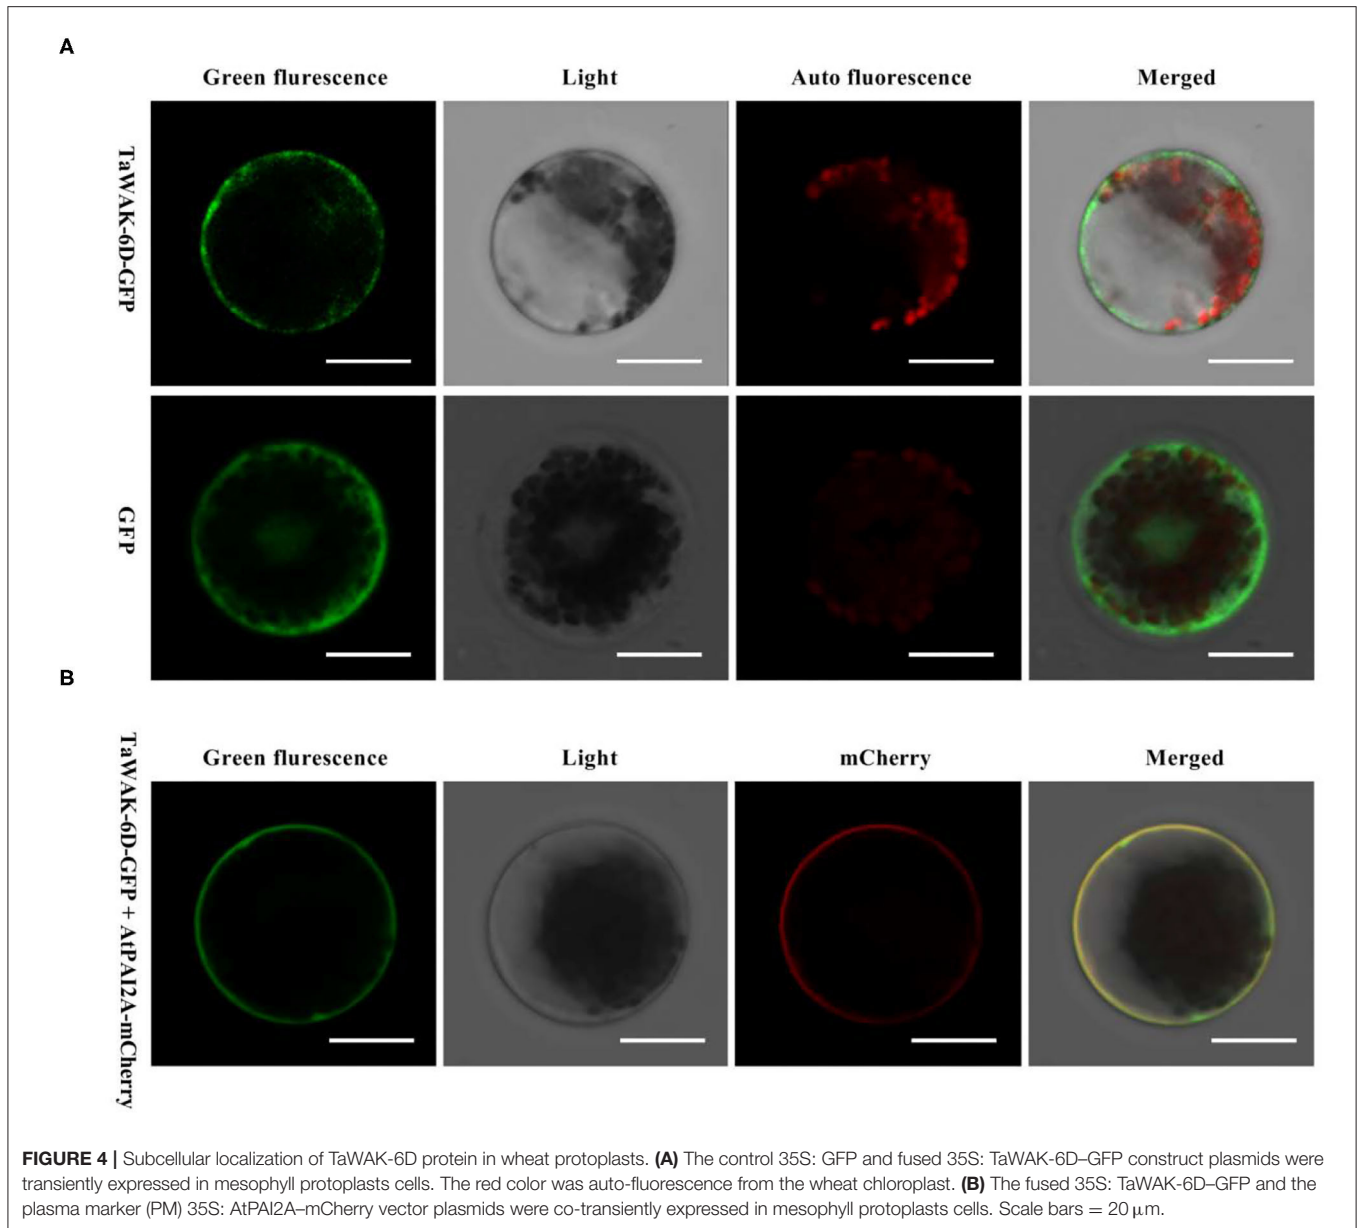 A
Green flurescence Light Auto fluorescence Merged
TaWAK-6D-GFP
GFP
B
Green flurescence Light mCherry Merged
TaWAK-6D-GFP + AtPAI2A-mCherry
FIGURE 4 | Subcellular localization of TaWAK-6D protein in wheat protoplasts. (A) The control 35S: GFP and fused 35S: TaWAK-6D–GFP construct plasmids were
transiently expressed in mesophyll protoplasts cells. The red color was auto-fluorescence from the wheat chloroplast. (B) The fused 35S: TaWAK-6D–GFP and the
plasma marker (PM) 35S: AtPAI2A–mCherry vector plasmids were co-transiently expressed in mesophyll protoplasts cells. Scale bars = 20 μm.